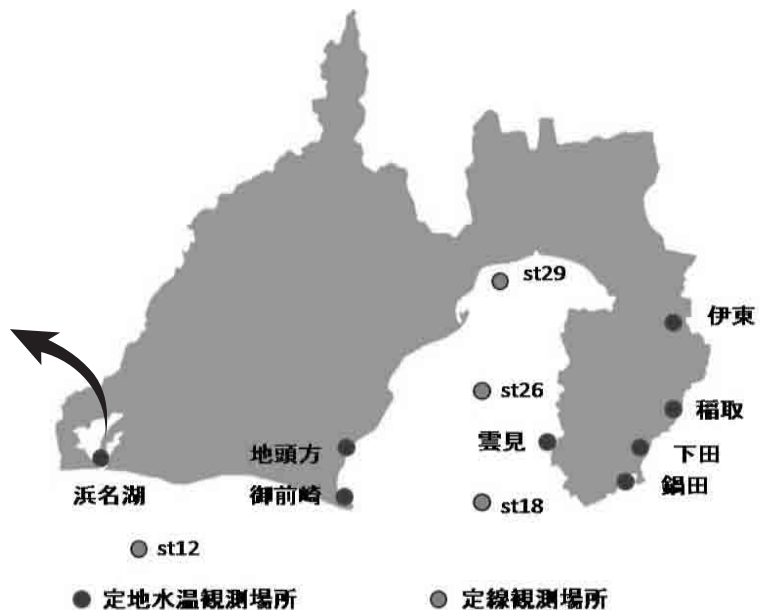 st29
伊東
st26
稲取
雲見
地頭方
下田
鍋田
浜名湖
御前崎
st18
st12
定地水温観測場所
定線観測場所